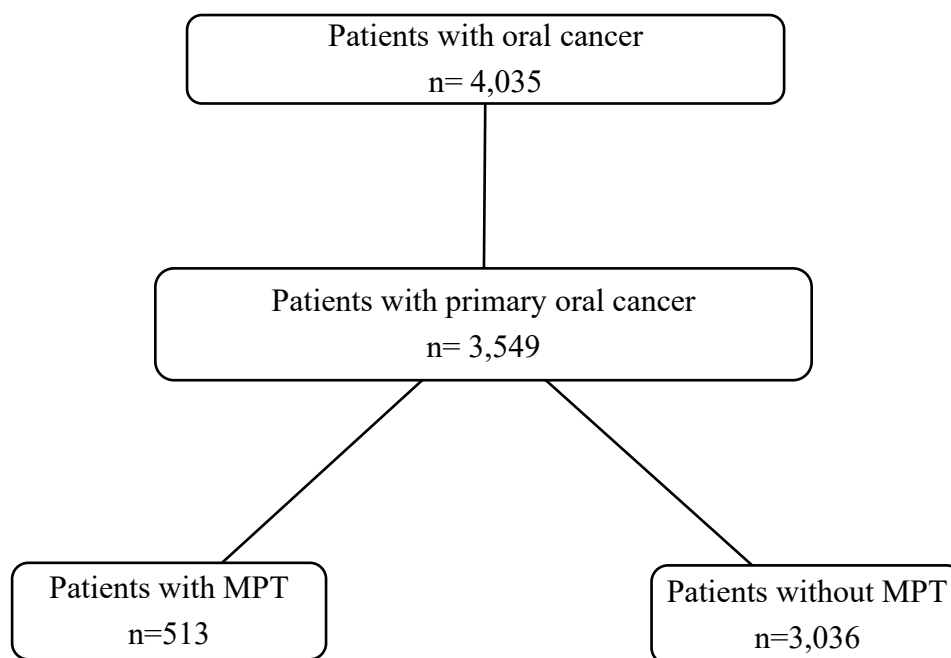 Patients with oral cancer
n= 4,035
Patients with primary oral cancer
n= 3,549
Patients with MPT
n=513
Patients without MPT
n=3,036